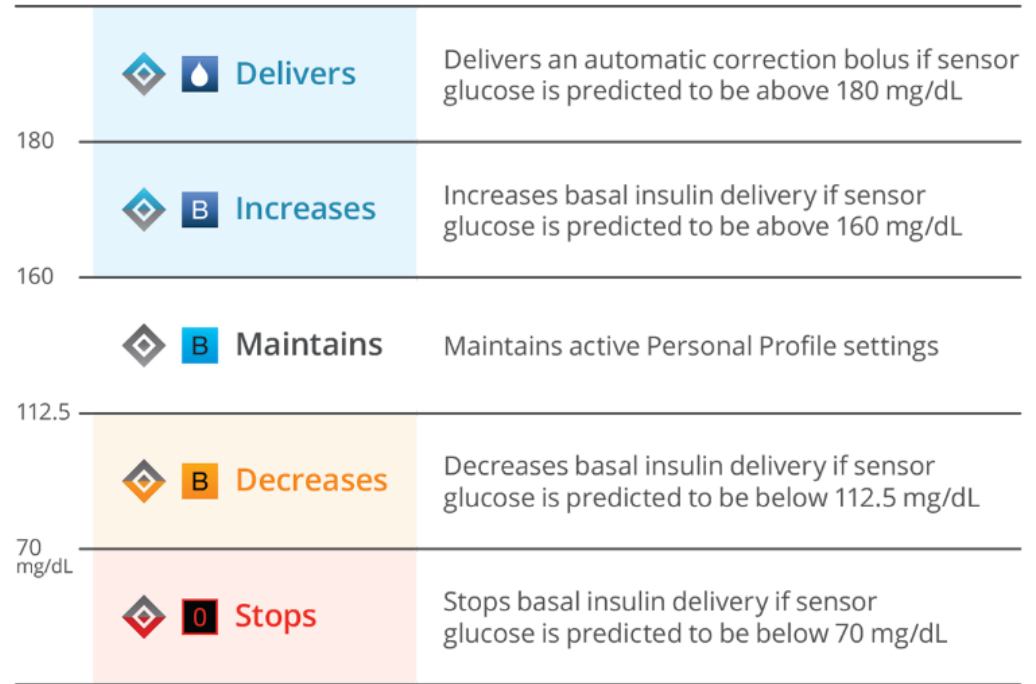 Delivers
Delivers an automatic correction bolus if sensor
glucose is predicted to be above 180 mg/dL
180
B Increases
Increases basal insulin delivery if sensor
glucose is predicted to be above 160 mg/dL
160
B Maintains
Maintains active Personal Profile settings
112.5
B Decreases
Decreases basal insulin delivery if sensor
glucose is predicted to be below 112.5 mg/dL
70
mg/dL
0 Stops
Stops basal insulin delivery if sensor
glucose is predicted to be below 70 mg/dL